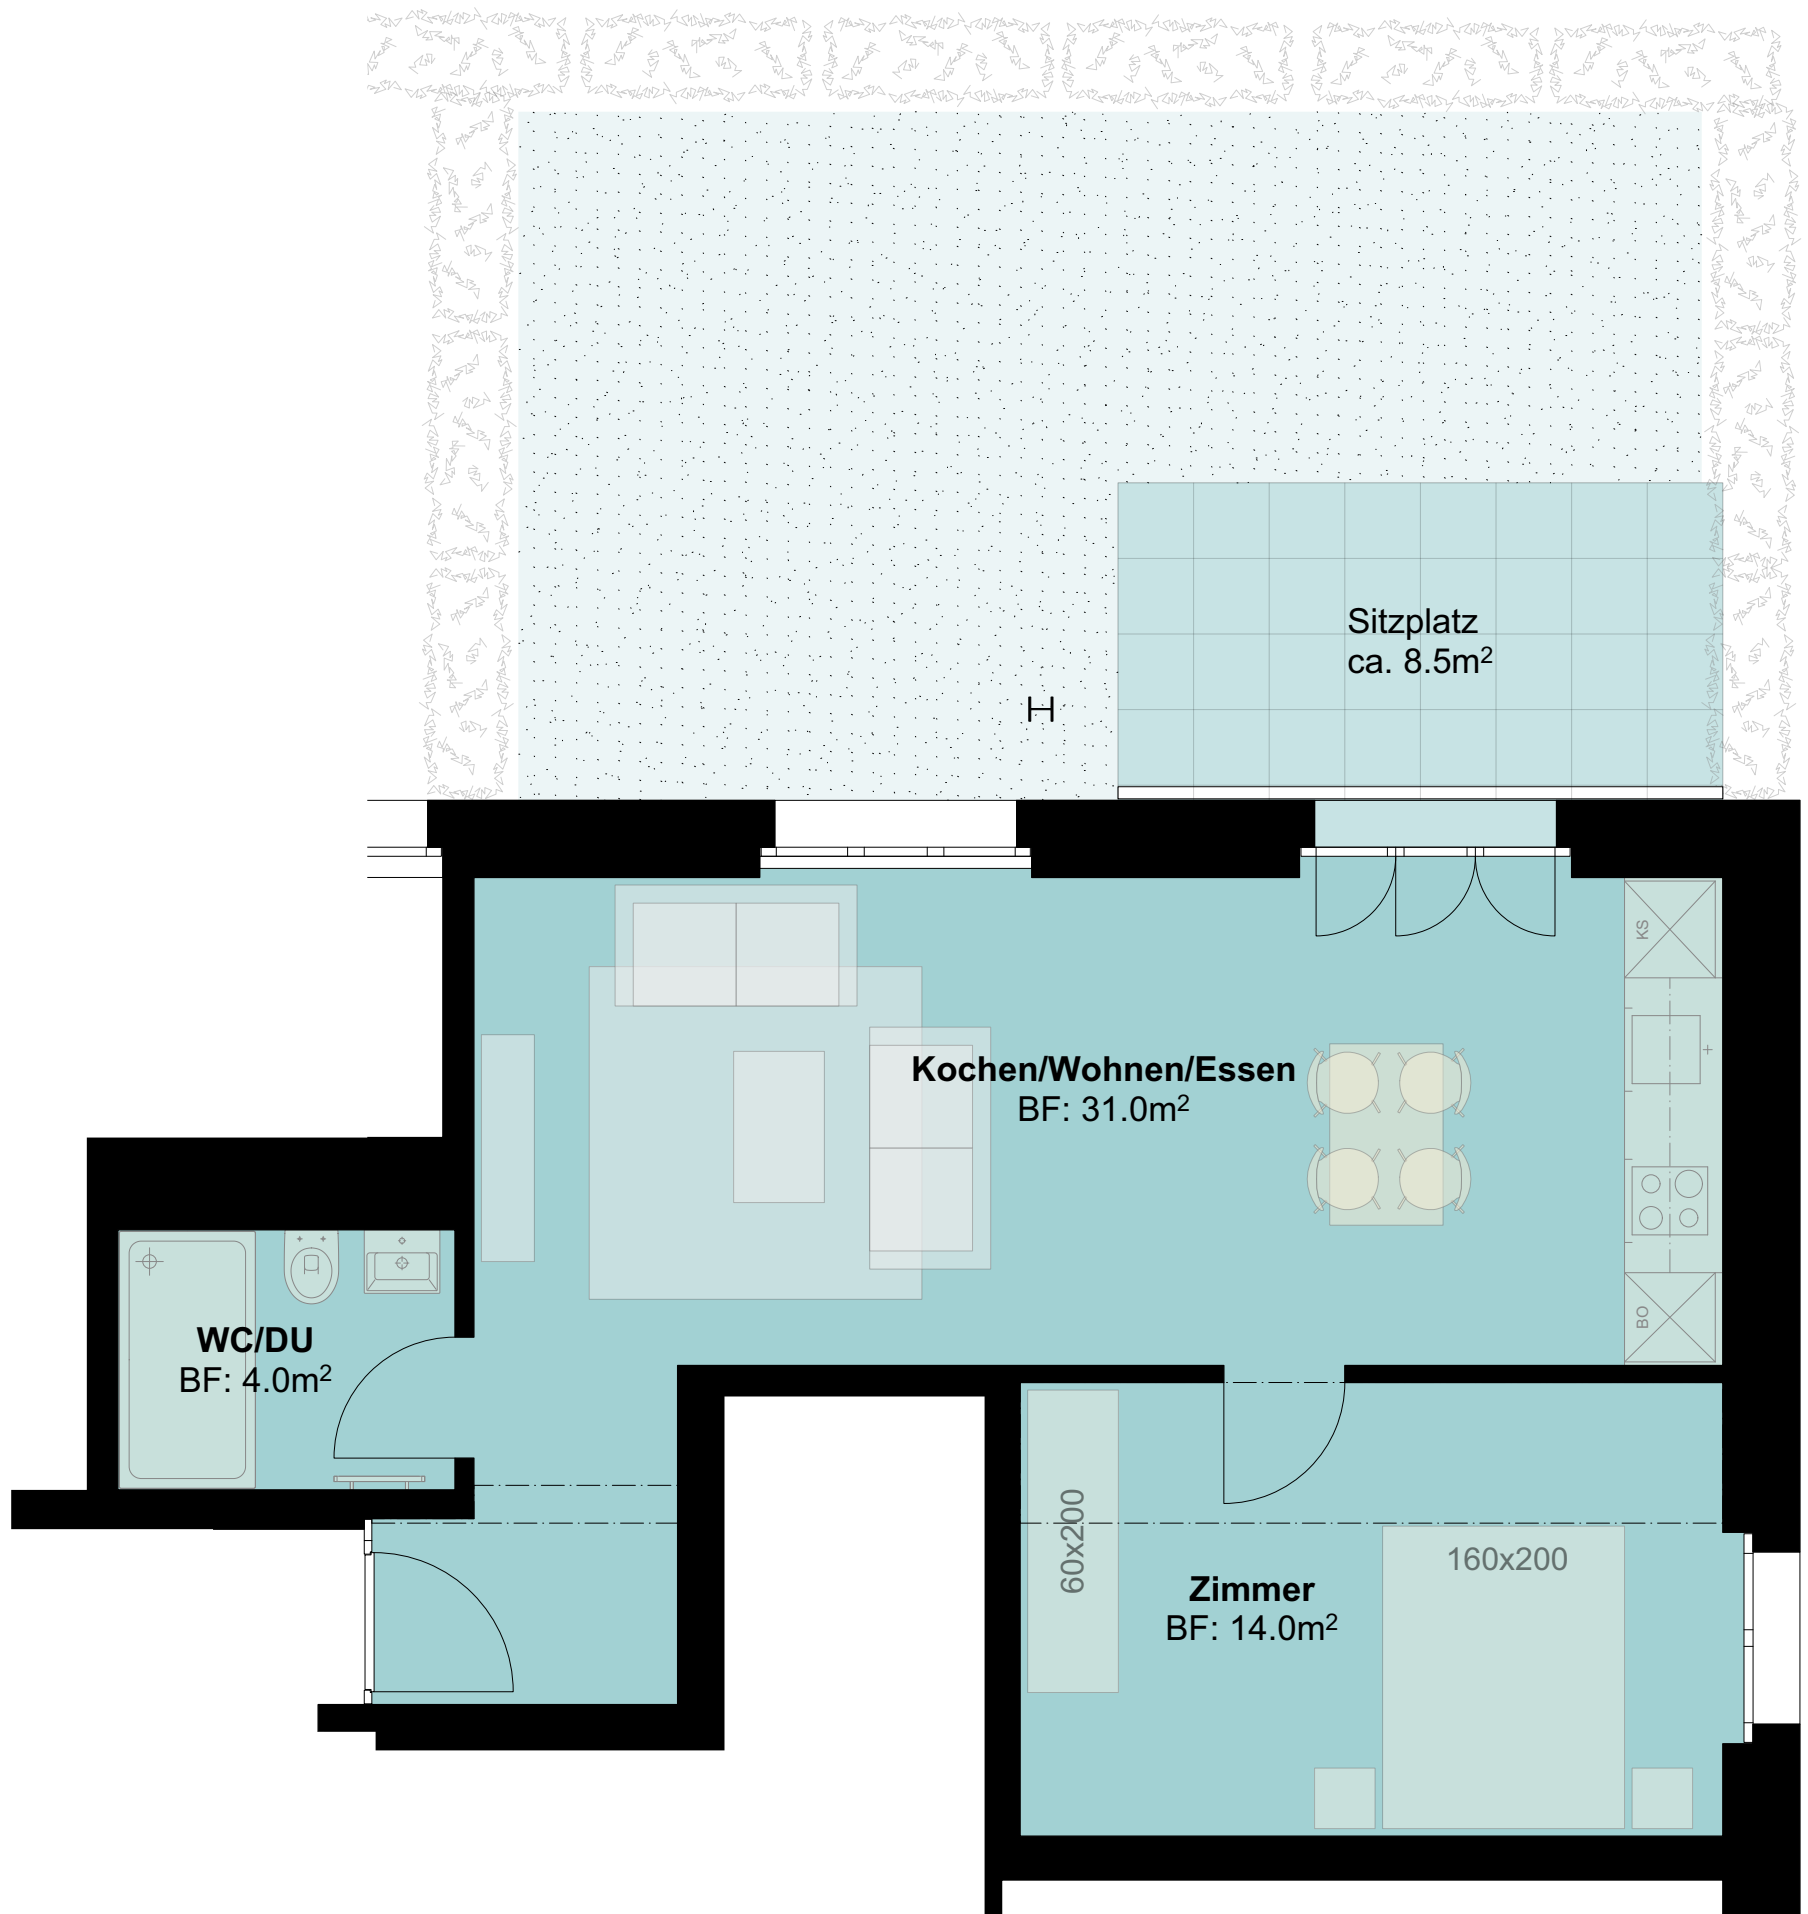 Sitzplatz
ca. 8.5m²
KS
Kochen/Wohnen/Essen
BF: 31.0m²
BO
WC/DU
BF: 4.0m²
60x200
160x200
Zimmer
BF: 14.0m²